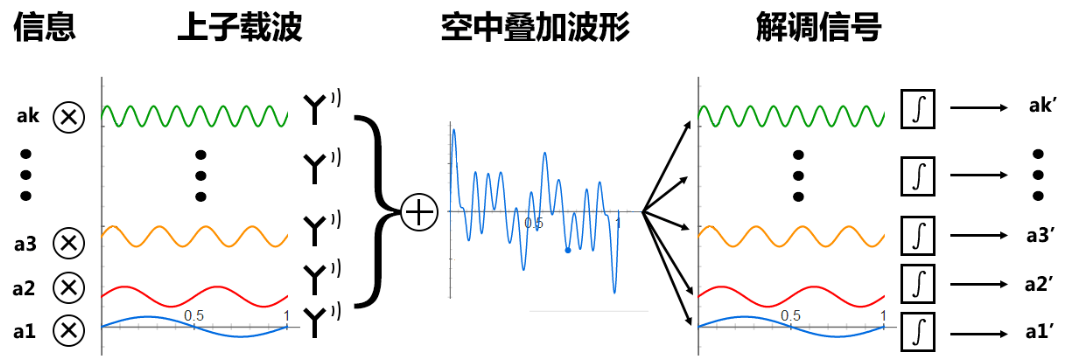 信息 上子载波 空中叠加波形 解调信号
ak ∫ ak’
∫
a3 0.5 1 ∫ a3’
a2 ∫ a2’
0.5 1 0.5 1
a1 ∫ a1’